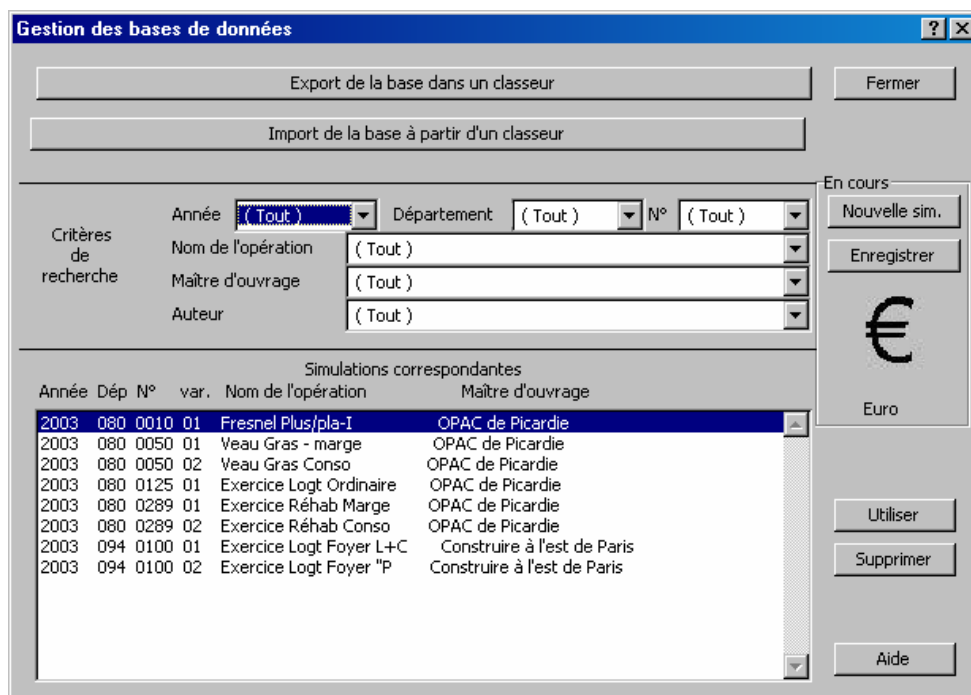 Gestion des bases de données
Export de la base dans un classeur
Fermer
Import de la base à partir d'un classeur
En cours
Année ( Tout ) Département ( Tout ) N° ( Tout )
Nouvelle sim.
Critères
de
recherche
Nom de l'opération ( Tout )
Enregistrer
Maître d'ouvrage ( Tout )
Auteur ( Tout )
€
Euro
Simulations correspondantes
Année Dép N° var. Nom de l'opération Maître d'ouvrage
2003 080 0010 01 Fresnel Plus/pla-I OPAC de Picardie
2003 080 0050 01 Veau Gras - marge OPAC de Picardie
2003 080 0050 02 Veau Gras Conso OPAC de Picardie
2003 080 0125 01 Exercice Logt Ordinaire OPAC de Picardie
2003 080 0289 01 Exercice Réhab Marge OPAC de Picardie
2003 080 0289 02 Exercice Réhab Conso OPAC de Picardie
2003 094 0100 01 Exercice Logt Foyer L+C Construire à l'est de Paris
2003 094 0100 02 Exercice Logt Foyer "P Construire à l'est de Paris
Utiliser
Supprimer
Aide